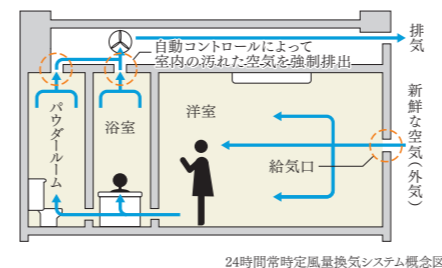 排気
自動コントロールによって
室内の汚れた空気を強制排出
パウダールーム
浴室
洋室
新鮮な空気(外気)
給気口
24時間常時定風量換気システム概念図